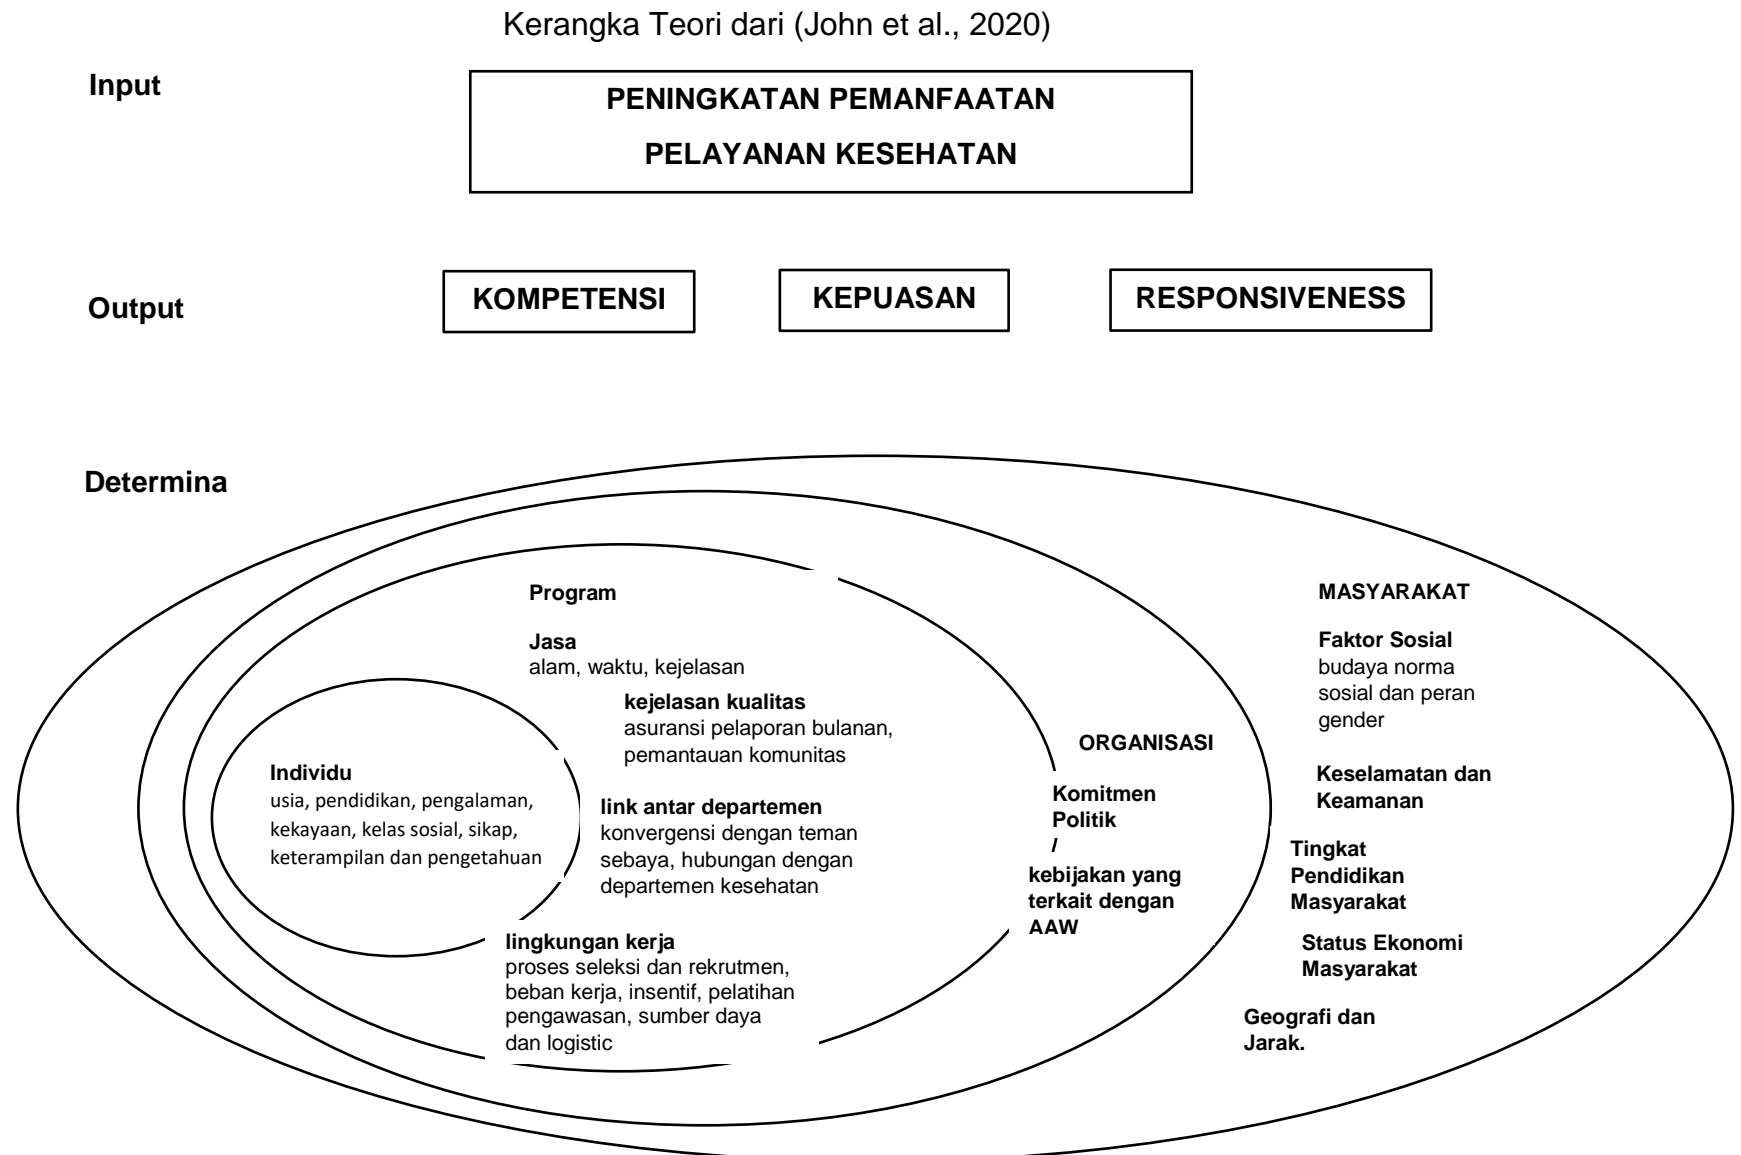 Kerangka Teori dari (John et al., 2020)
Input
PENINGKATAN PEMANFAATAN
PELAYANAN KESEHATAN
Output
KOMPETENSI
KEPUASAN
RESPONSIVENESS
Determina
Program
Jasa
alam, waktu, kejelasan
kejelasan kualitas
asuransi pelaporan bulanan,
pemantauan komunitas
Individu
usia, pendidikan, pengalaman,
kekayaan, kelas sosial, sikap,
keterampilan dan pengetahuan
link antar departemen
konvergensi dengan teman
sebaya, hubungan dengan
departemen kesehatan
lingkungan kerja
proses seleksi dan rekrutmen,
beban kerja, insentif, pelatihan
pengawasan, sumber daya
dan logistic
ORGANISASI
Komitmen
Politik
/
kebijakan yang
terkait dengan
AAW
MASYARAKAT
Faktor Sosial
budaya norma
sosial dan peran
gender
Keselamatan dan
Keamanan
Tingkat
Pendidikan
Masyarakat
Status Ekonomi
Masyarakat
Geografi dan
Jarak.